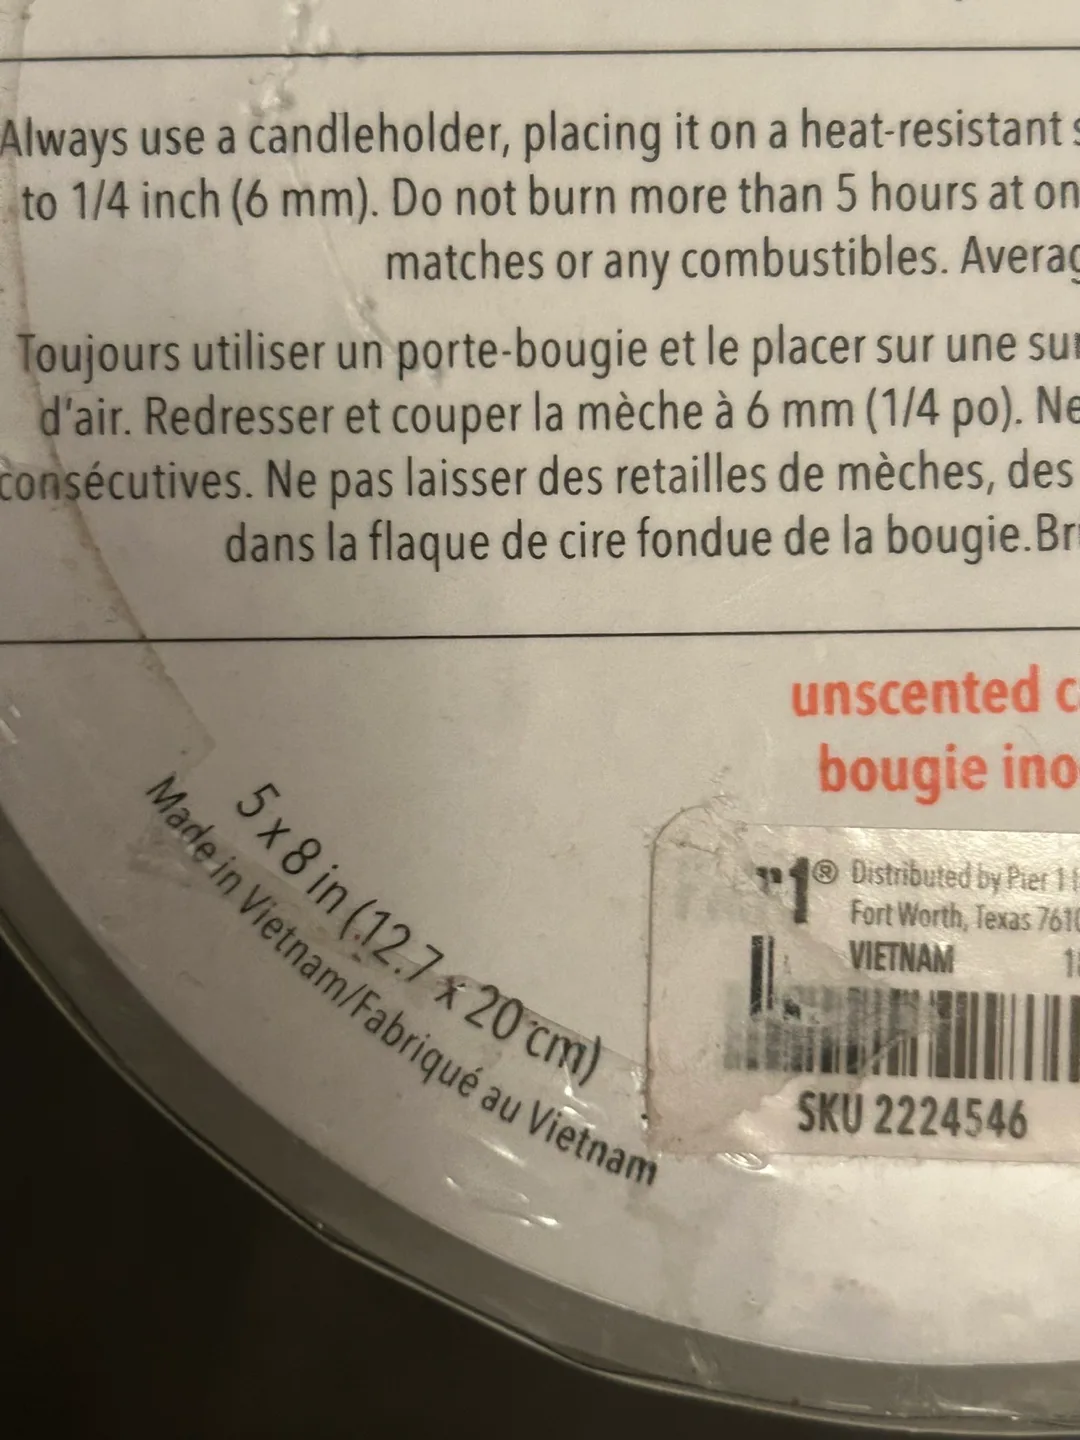 Always use a candleholder, placing it on a heat-resistant
to 1/4 inch (6 mm). Do not burn more than 5 hours at on
matches or any combustibles. Averag
Toujours utiliser un porte-bougie et le placer sur une sur
d'air. Redresser et couper la mèche à 6 mm (1/4 po). Ne
consécutives. Ne pas laisser des retailles de mèches, des
dans la flaque de cire fondue de la bougie.Br
unscented c
bougie ino
5 x 8 in (12.7 x 20 cm)
Made in Vietnam/Fabriqué au Vietnam
r1® Distributed by Pier 1
Fort Worth, Texas 7610
VIETNAM
SKU 2224546